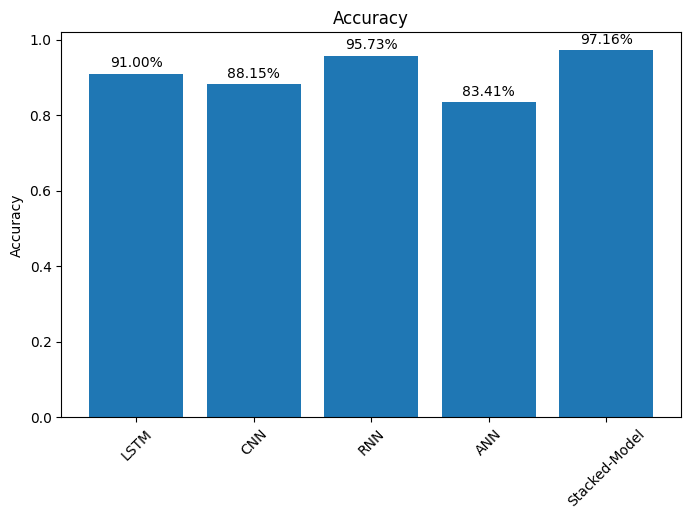 Accuracy
1.0
0.8
0.6
0.4
0.2
0.0
Accuracy
91.00%
88.15%
95.73%
83.41%
97.16%
LSTM
CNN
RNN
ANN
Stacked-Model